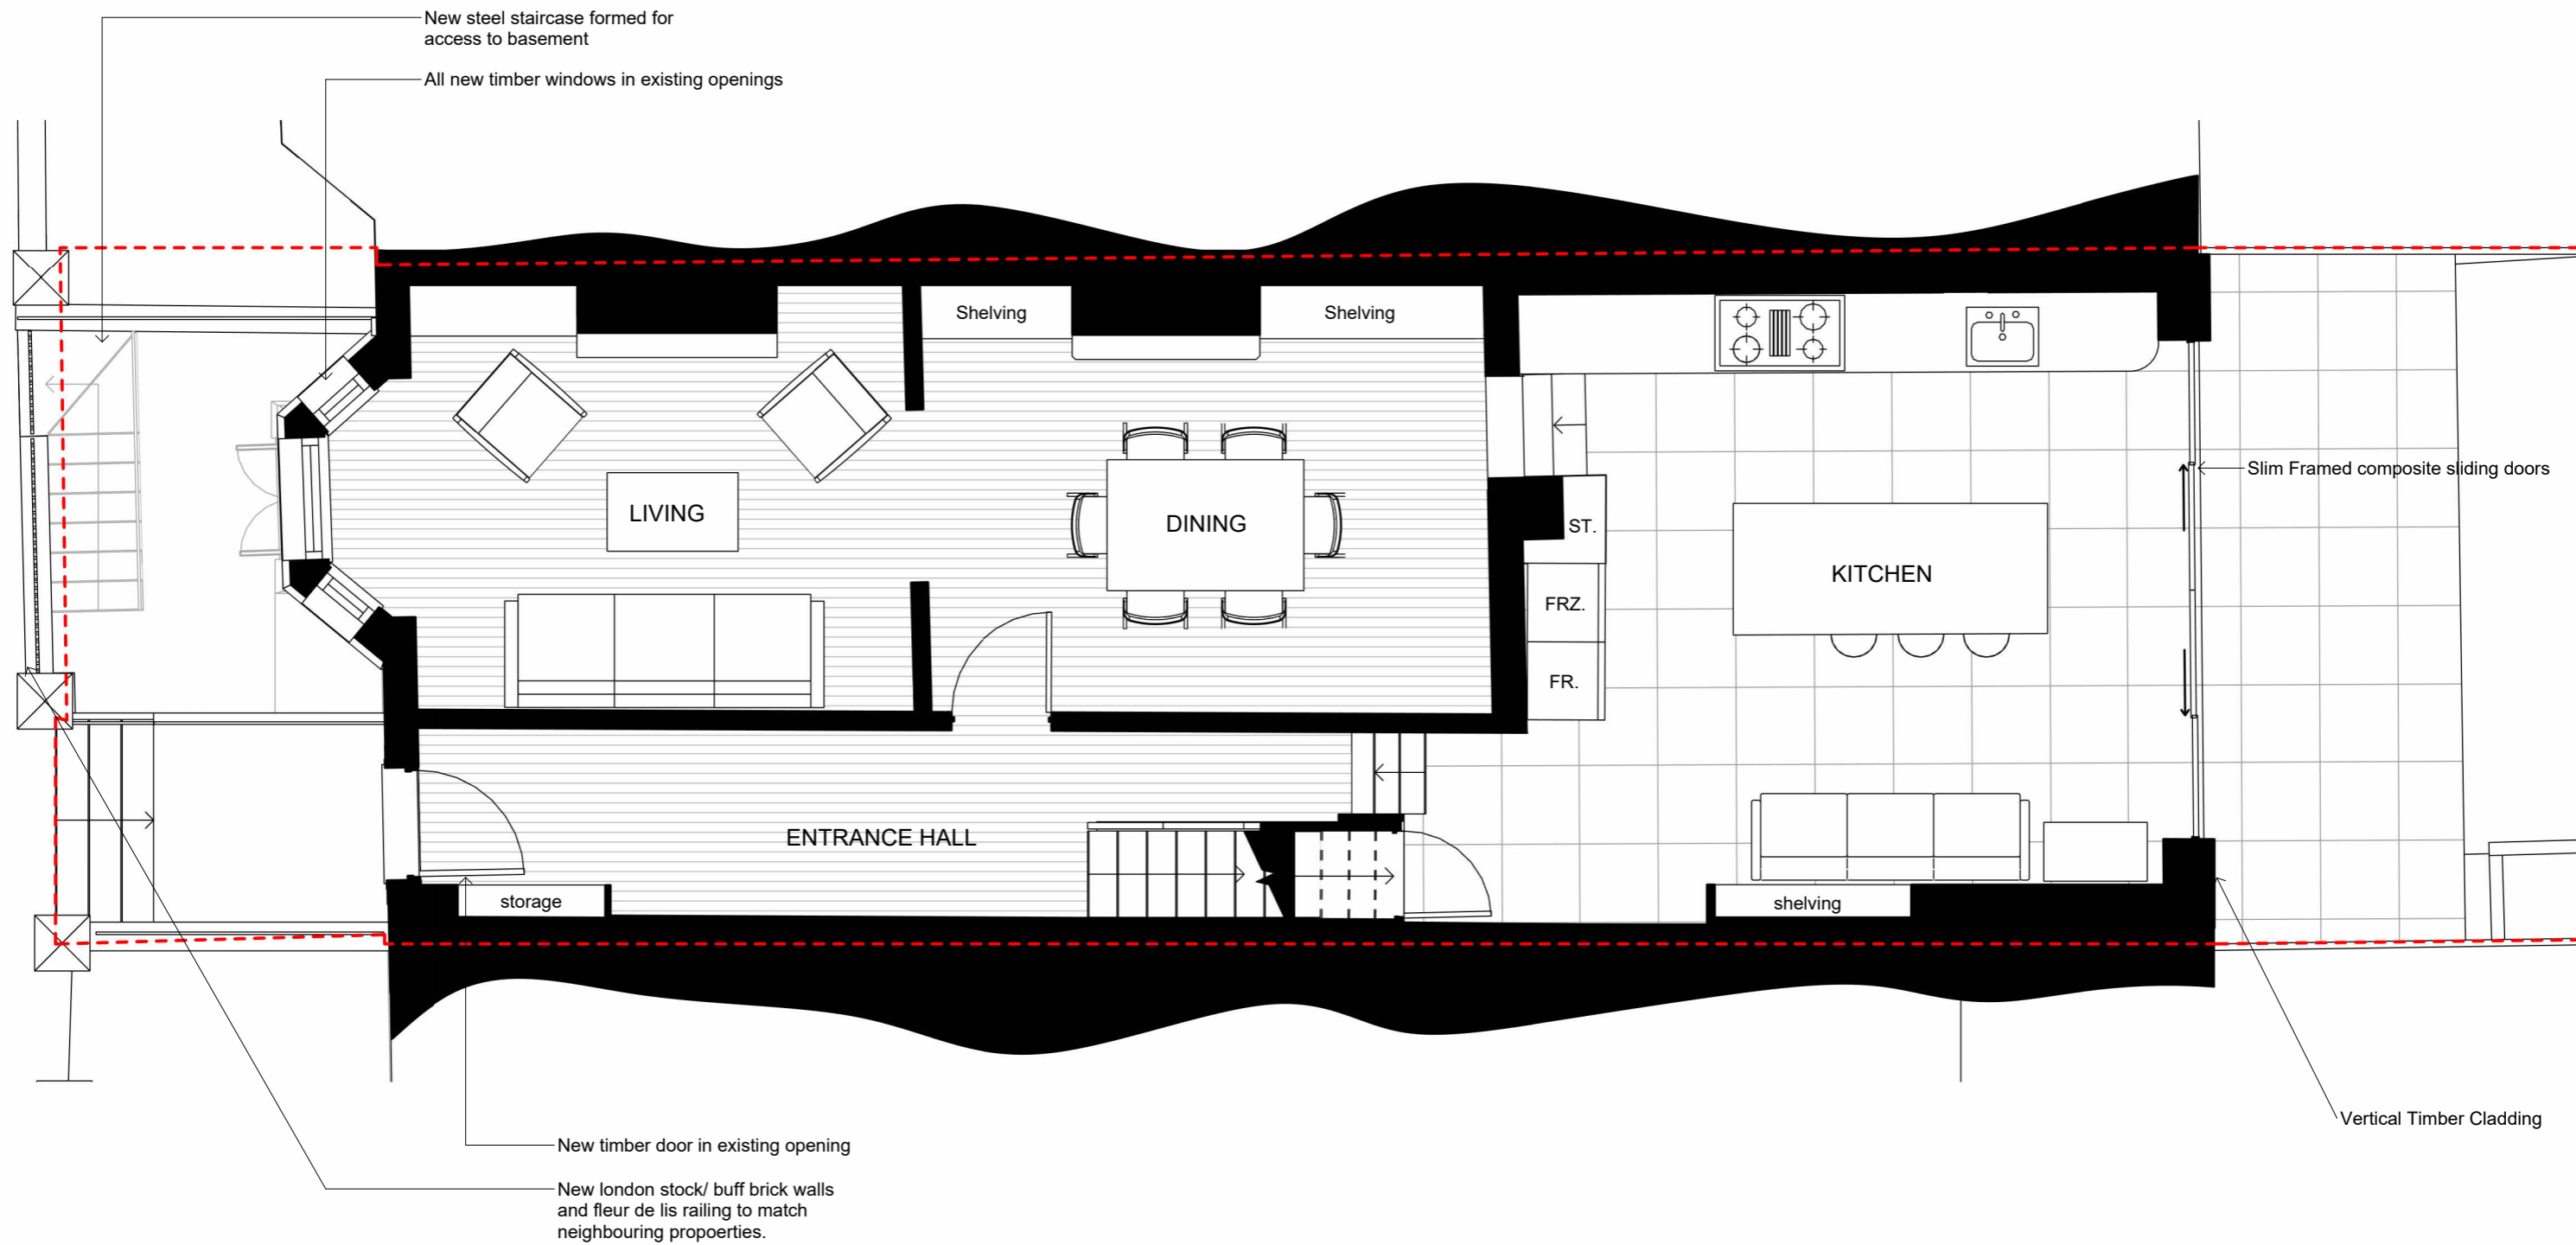 New steel staircase formed for
access to basement
All new timber windows in existing openings
Shelving
Shelving
LIVING
DINING
ST.
FRZ.
FR.
KITCHEN
Slim Framed composite sliding doors
ENTRANCE HALL
storage
shelving
Vertical Timber Cladding
New timber door in existing opening
New london stock/ buff brick walls
and fleur de lis railing to match
neighbouring propoerties.